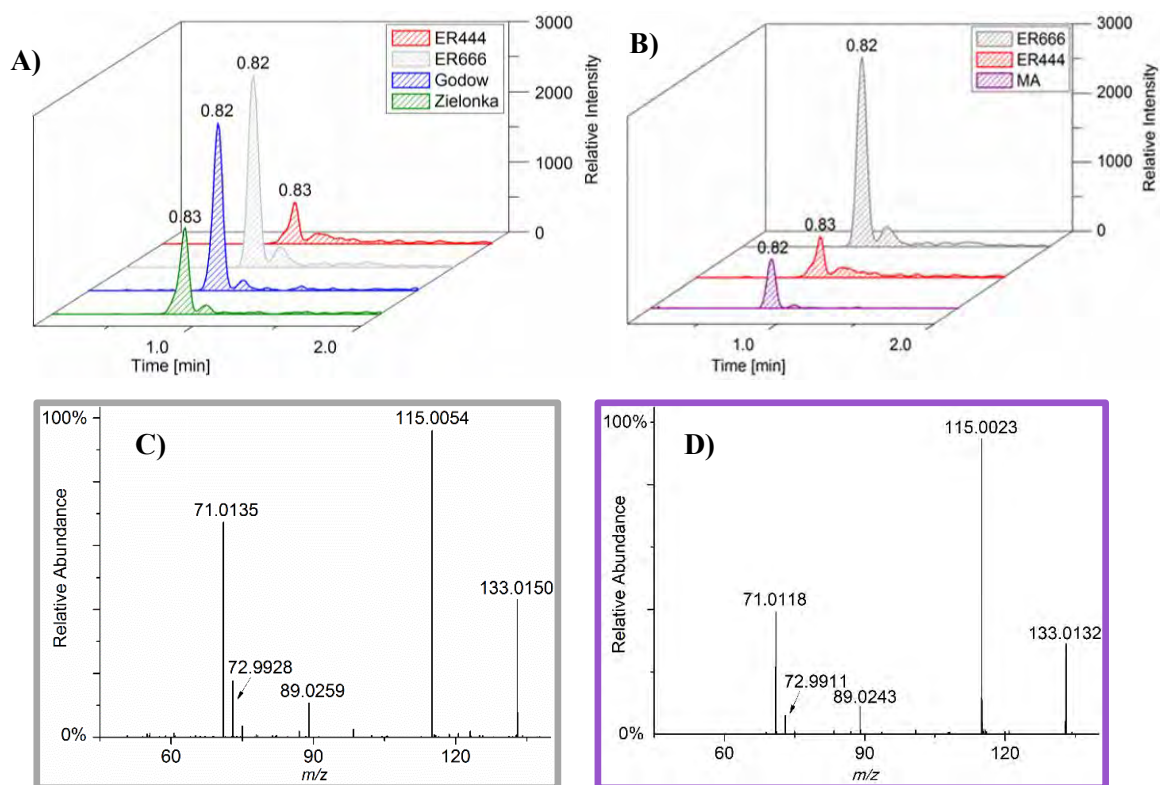 A)
ER444
ER666
Godow
Zielonka
0.82
0.82
0.83
0.83
3000
2000
1000
0
Relative Intensity
1.0
2.0
Time [min]
B)
ER666
ER444
MA
0.82
0.83
0.82
3000
2000
1000
0
Relative Intensity
1.0
2.0
Time [min]
C)
100%
0%
Relative Abundance
115.0054
71.0135
133.0150
72.9928
89.0259
60
90
120
m/z
D)
100%
0%
Relative Abundance
115.0023
71.0118
133.0132
72.9911
89.0243
60
90
120
m/z